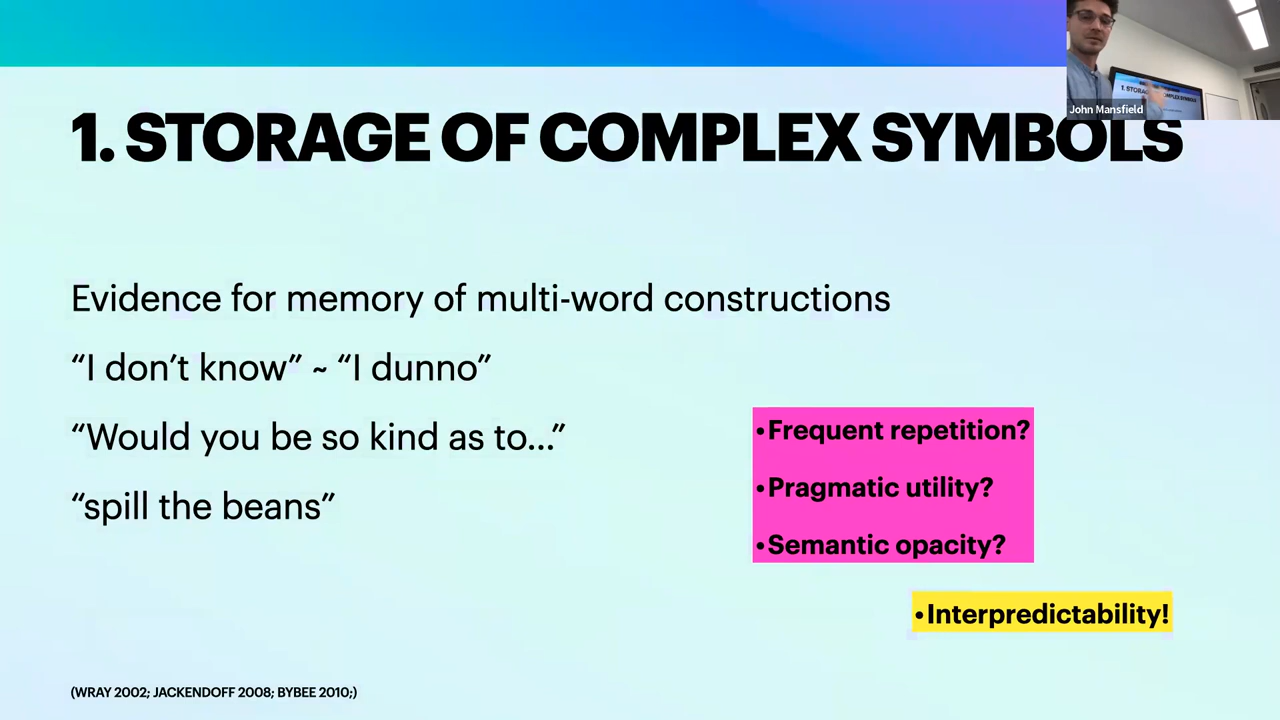 1. STORAGE OF COMPLEX SYMBOLS
John Mansfield
Evidence for memory of multi-word constructions
“I don’t know” ~ “I dunno”
“Would you be so kind as to...”
“spill the beans”
•Frequent repetition?
•Pragmatic utility?
•Semantic opacity?
•Interpredictability!
(WRAY 2002; JACKENDOFF 2008; BYBEE 2010;)